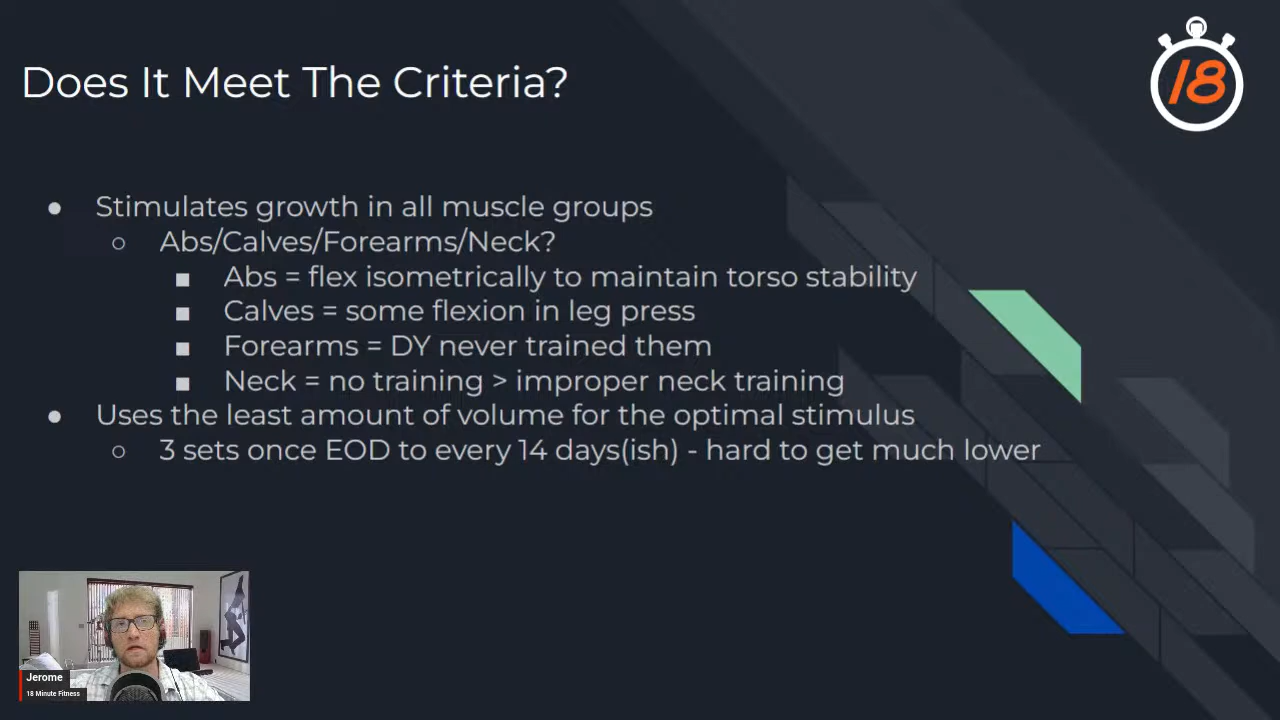 Does It Meet The Criteria?
18
● Stimulates growth in all muscle groups
○ Abs/Calves/Forearms/Neck?
■ Abs = flex isometrically to maintain torso stability
■ Calves = some flexion in leg press
■ Forearms = DY never trained them
■ Neck = no training > improper neck training
● Uses the least amount of volume for the optimal stimulus
○ 3 sets once EOD to every 14 days(ish) - hard to get much lower
Jerome
18 Minute Fitness